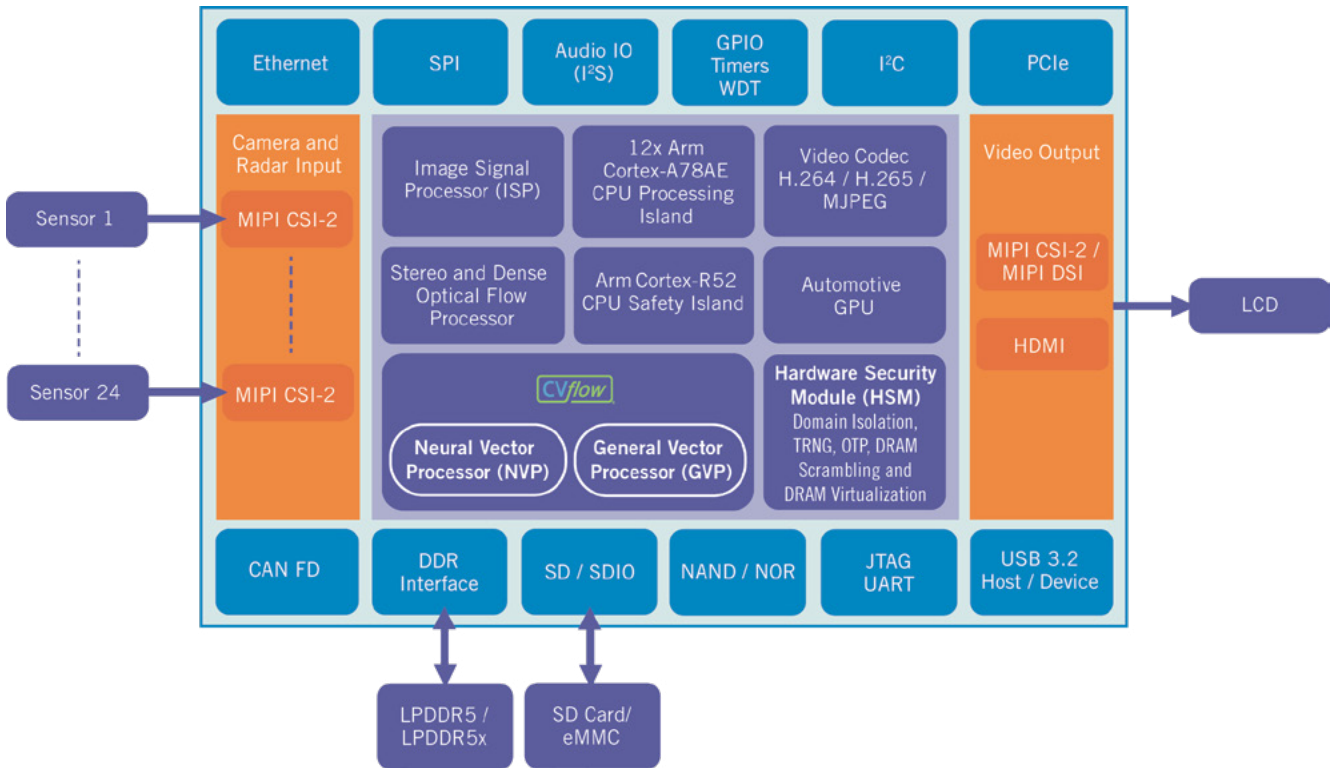 Ethernet
SPI
Audio IO
(I²S)
GPIO
Timers
WDT
I²C
PCIe
Camera and
Radar Input
MIPI CSI-2
MIPI CSI-2
Sensor 1
Sensor 24
Image Signal
Processor (ISP)
12x Arm
Cortex-A78AE
CPU Processing
Island
Video Codec
H.264 / H.265 /
MJPEG
Stereo and Dense
Optical Flow
Processor
Arm Cortex-R52
CPU Safety Island
Automotive
GPU
CVflow
Neural Vector
Processor (NVP)
General Vector
Processor (GVP)
Hardware Security
Module (HSM)
Domain Isolation,
TRNG, OTP, DRAM
Scrambling and
DRAM Virtualization
Video Output
MIPI CSI-2 /
MIPI DSI
HDMI
LCD
CAN FD
DDR
Interface
SD / SDIO
NAND / NOR
JTAG
UART
USB 3.2
Host / Device
LPDDR5 /
LPDDR5x
SD Card/
eMMC